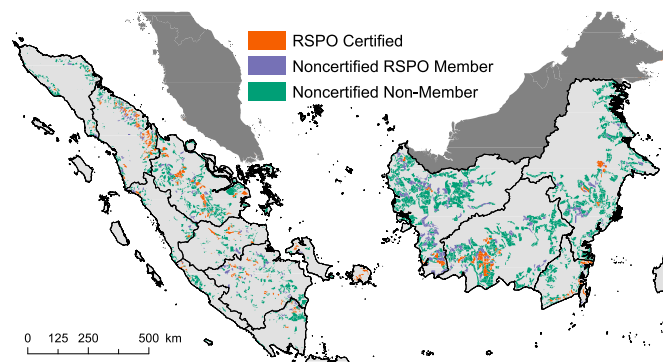 RSPO Certified
Noncertified RSPO Member
Noncertified Non-Member
0 125 250 500 km